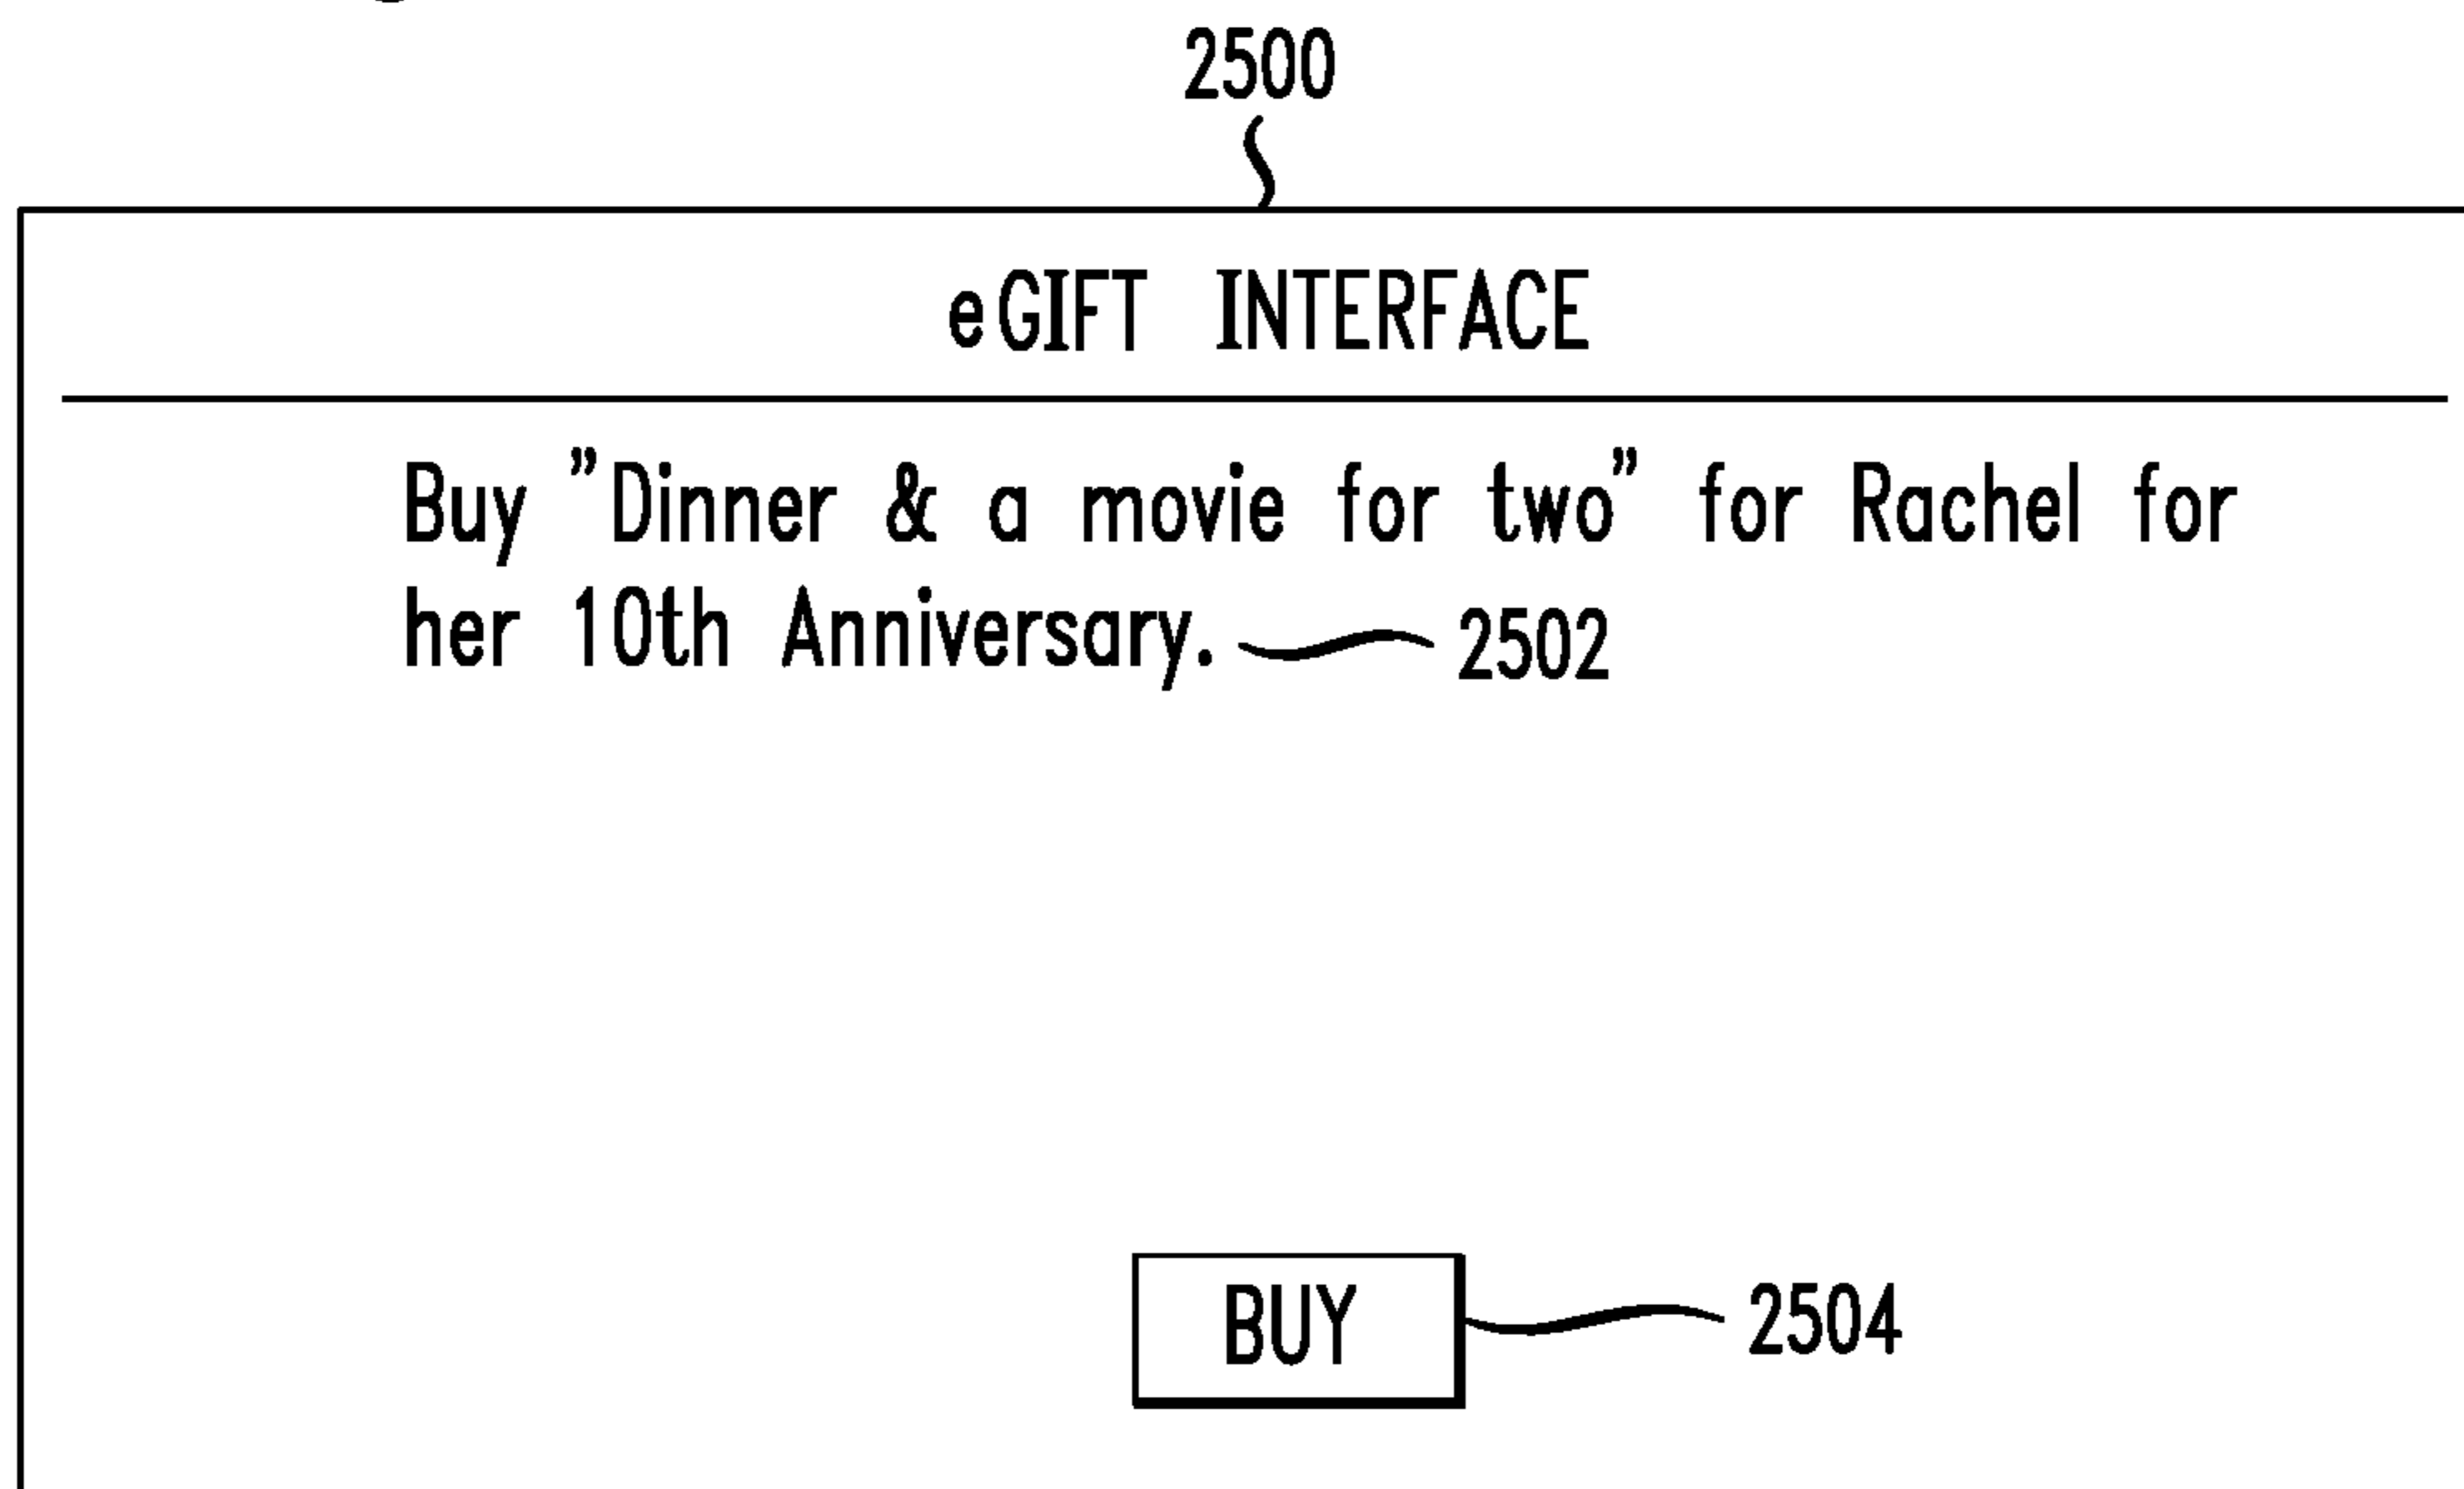 2500
eGIFT INTERFACE
Buy ”Dinner & a movie for two” for Rachel for
her 10th Anniversary. 2502
BUY 2504